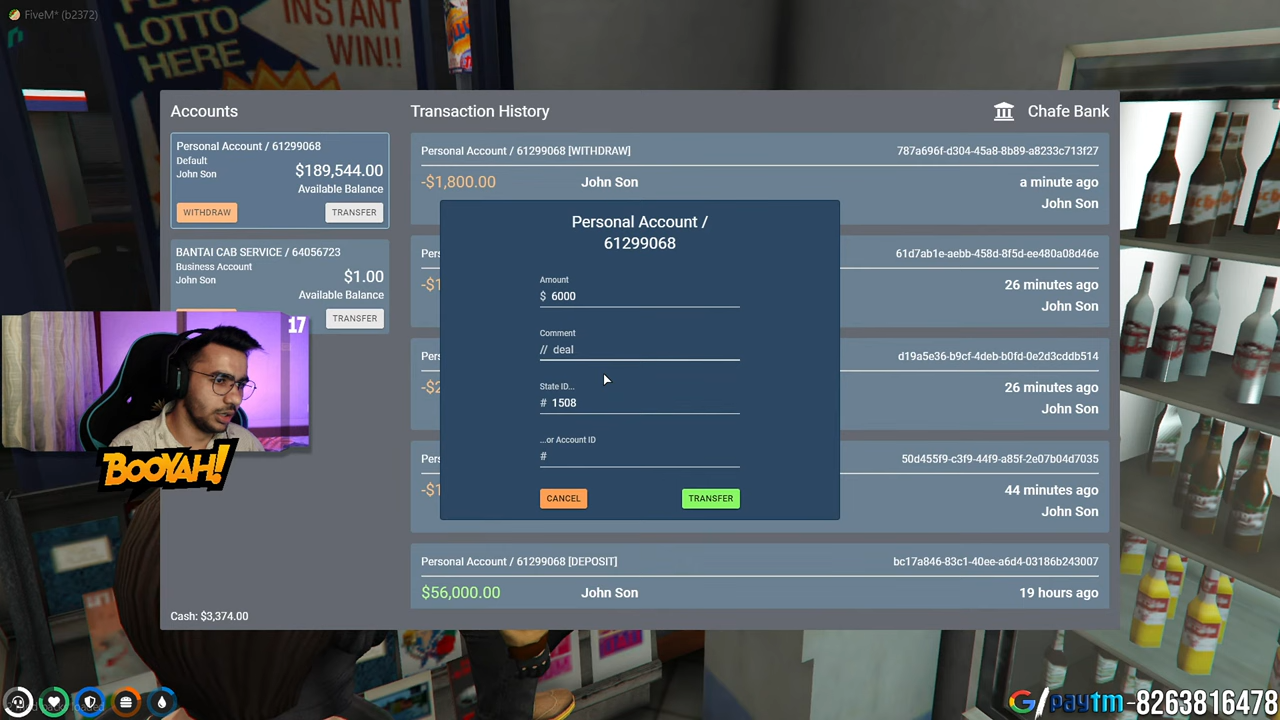 FiveM* (b2372)
LOTTO
HERE
INSTANT
WIN!!
Accounts
Personal Account / 61299068
Default
John Son
$189,544.00
Available Balance
WITHDRAW
TRANSFER
BANTAI CAB SERVICE / 64056723
Business Account
John Son
$1.00
Available Balance
TRANSFER
17
BOOYAH!
Cash: $3,374.00
Transaction History
Chafe Bank
Personal Account / 61299068 [WITHDRAW]
787a696f-d304-45a8-8b89-a8233c713f27
-$1,800.00
John Son
a minute ago
John Son
61d7ab1e-aebb-458d-8f5d-ee480a08d46e
26 minutes ago
John Son
d19a5e36-b9cf-4deb-b0fd-0e2d3cddb514
26 minutes ago
John Son
50d455f9-c3f9-44f9-a85f-2e07b04d7035
44 minutes ago
John Son
Personal Account / 61299068 [DEPOSIT]
bc17a846-83c1-40ee-a6d4-03186b243007
$56,000.00
John Son
19 hours ago
Personal Account /
61299068
Amount
$ 6000
Comment
// deal
State ID...
# 1508
...or Account ID
#
CANCEL
TRANSFER
G/paytm-8263816478